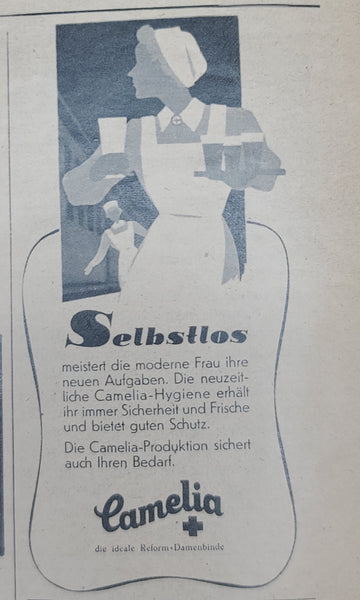 Selbstlos
meistert die moderne Frau ihre
neuen Aufgaben. Die neuzeit-
liche Camelia-Hygiene erhält
ihr immer Sicherheit und Frische
und bietet guten Schutz.
Die Camelia-Produktion sichert
auch Ihren Bedarf.
Camelia
die ideale Reform-Damenbinde